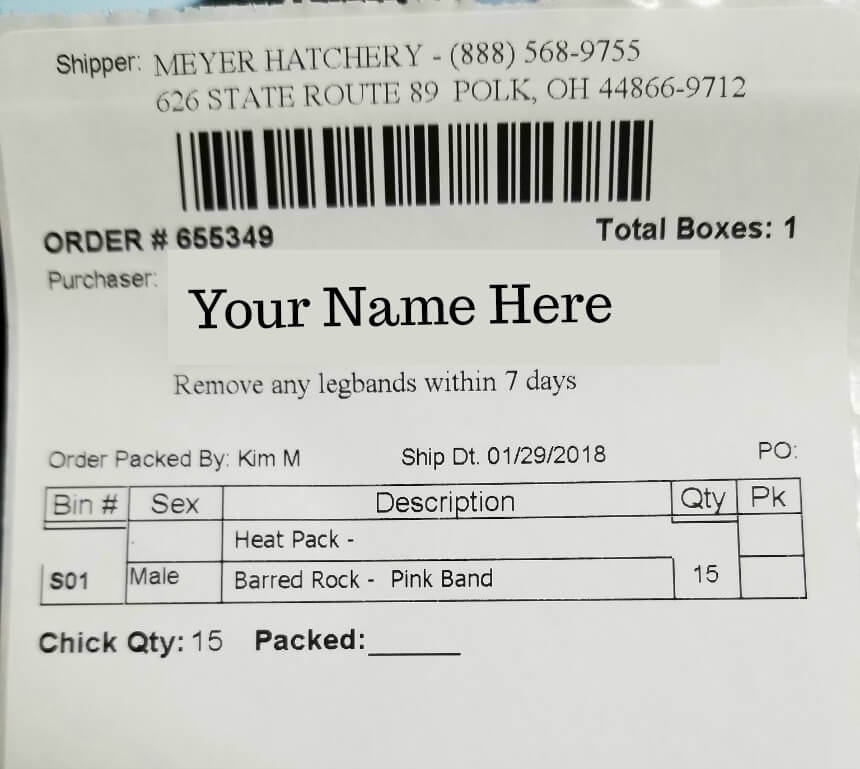 Shipper: MEYER HATCHERY - (888) 568-9755
626 STATE ROUTE 89 POLK, OH 44866-9712
ORDER # 655349 Total Boxes: 1
Purchaser:
Your Name Here
Remove any legbands within 7 days
Order Packed By: Kim M Ship Dt. 01/29/2018 PO:
Bin # Sex Description Qty Pk
Heat Pack -
S01 Male Barred Rock - Pink Band 15
Chick Qty: 15 Packed:______